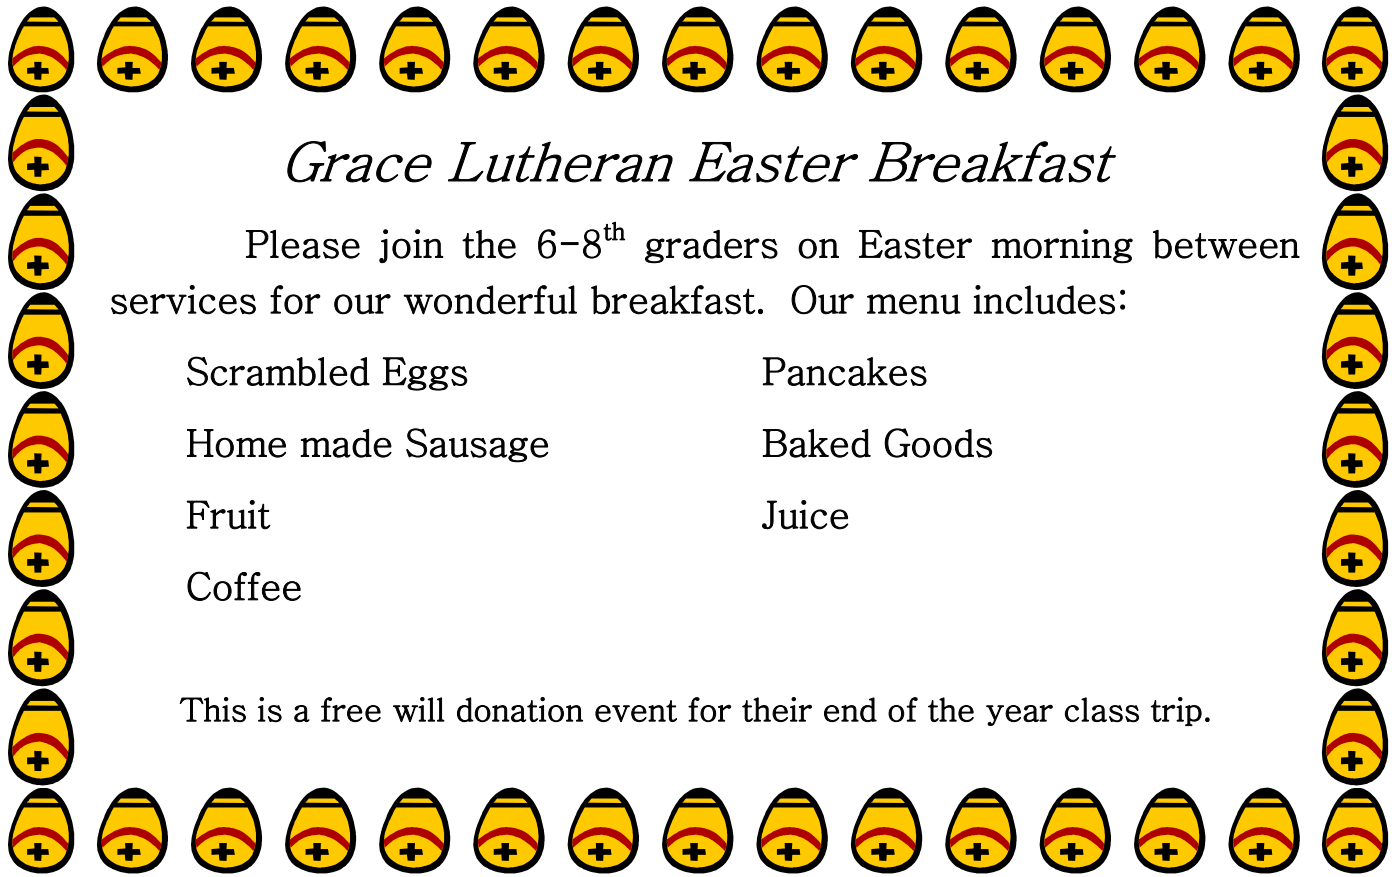 Grace Lutheran Easter Breakfast
Please join the 6-8th graders on Easter morning between
services for our wonderful breakfast.  Our menu includes:
Scrambled Eggs Pancakes
Home made Sausage Baked Goods
Fruit Juice
Coffee
This is a free will donation event for their end of the year class trip.